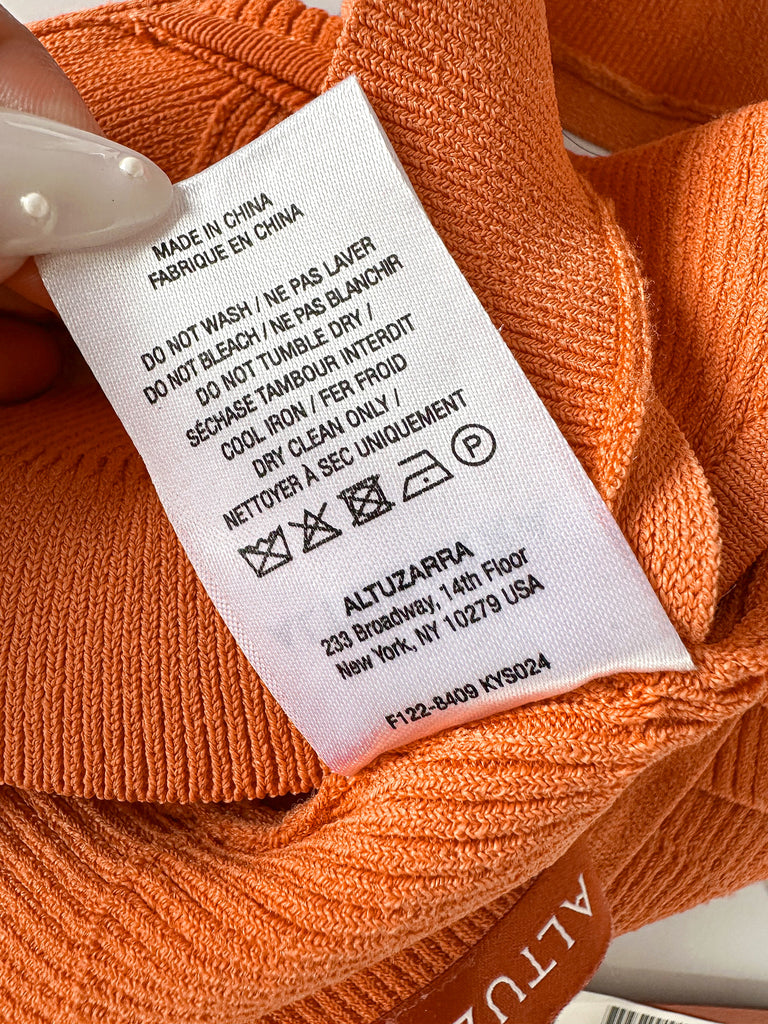 MADE IN CHINA
FABRIQUE EN CHINA
DO NOT WASH / NE PAS LAVER
DO NOT BLEACH / NE PAS BLANCHIR
DO NOT TUMBLE DRY /
SÉCHASE TAMBOUR INTERDIT
COOL IRON / FER FROID
DRY CLEAN ONLY /
NETTOYER À SEC UNIQUEMENT
P
ALTUZARRA
233 Broadway, 14th Floor
New York, NY 10279 USA
F122-8409 KYS024
ALTUZ